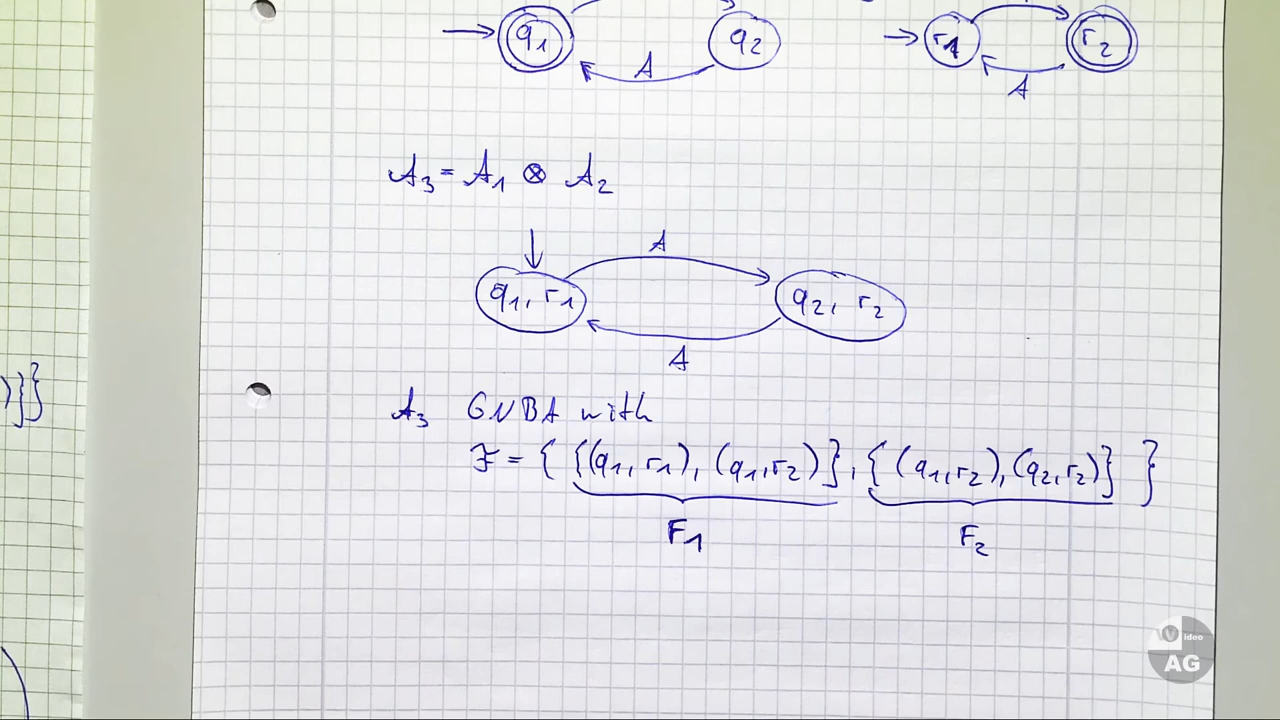 q1 q2 r1 r2
A A
𝒜3 = 𝒜1 ⊗ 𝒜2
A
q1, r1 q2, r2
A
𝒜3 GNBA with
ℱ = { {(q1, r1), (q1, r2)}, { (q1, r2), (q2, r2)} }
F1 F2
)}}
Video
AG